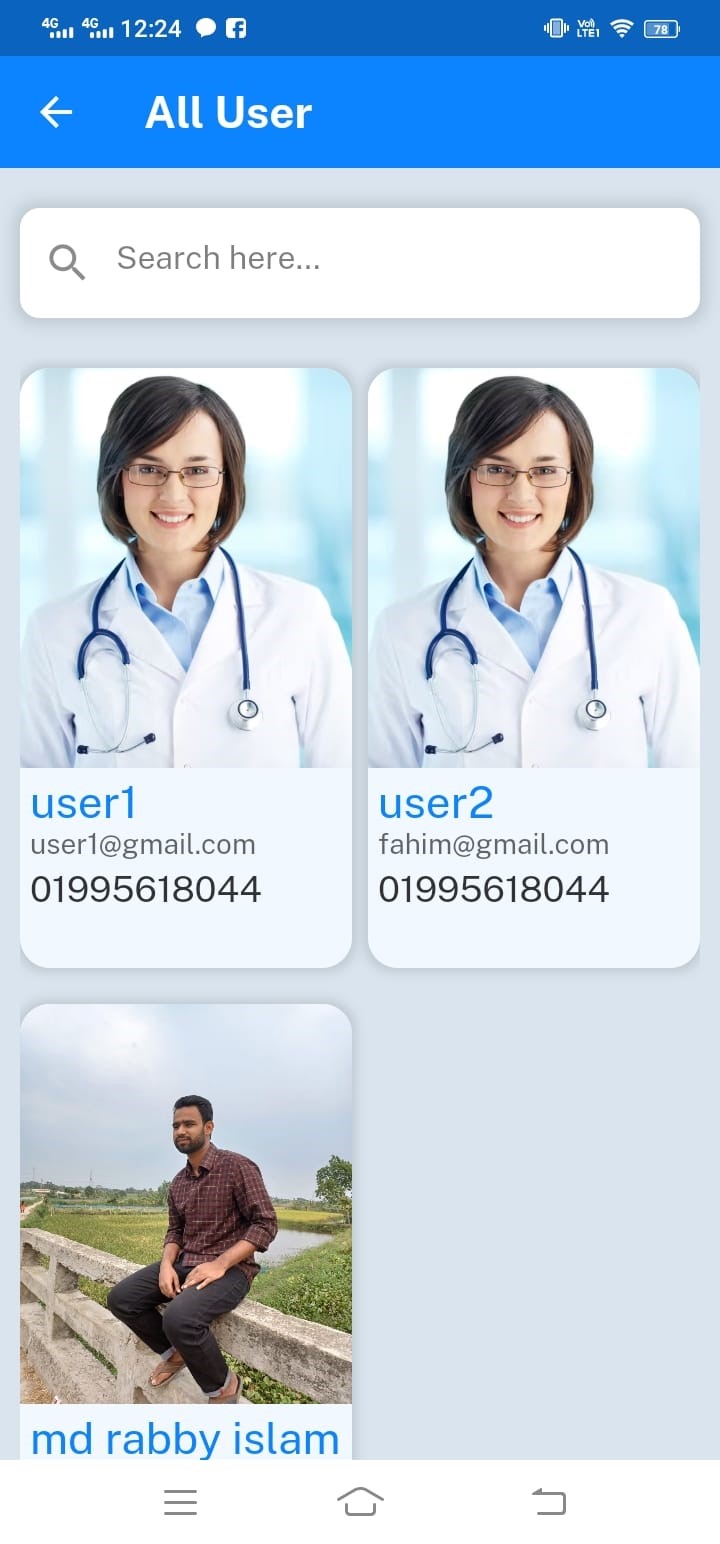 4G 4G 12:24 Vo) LTE1 78
All User
Search here...
user1
user1@gmail.com
01995618044
user2
fahim@gmail.com
01995618044
md rabby islam